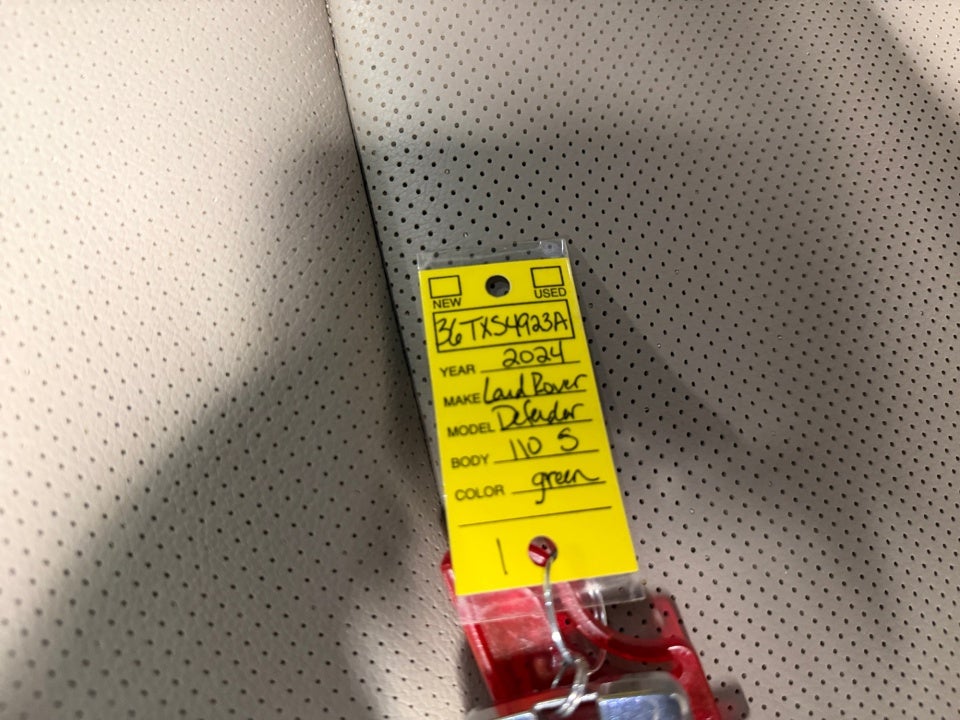 NEW USED
36TXS4923A
YEAR 2024
MAKE Land Rover
MODEL Defender
BODY 110 S
COLOR green
1